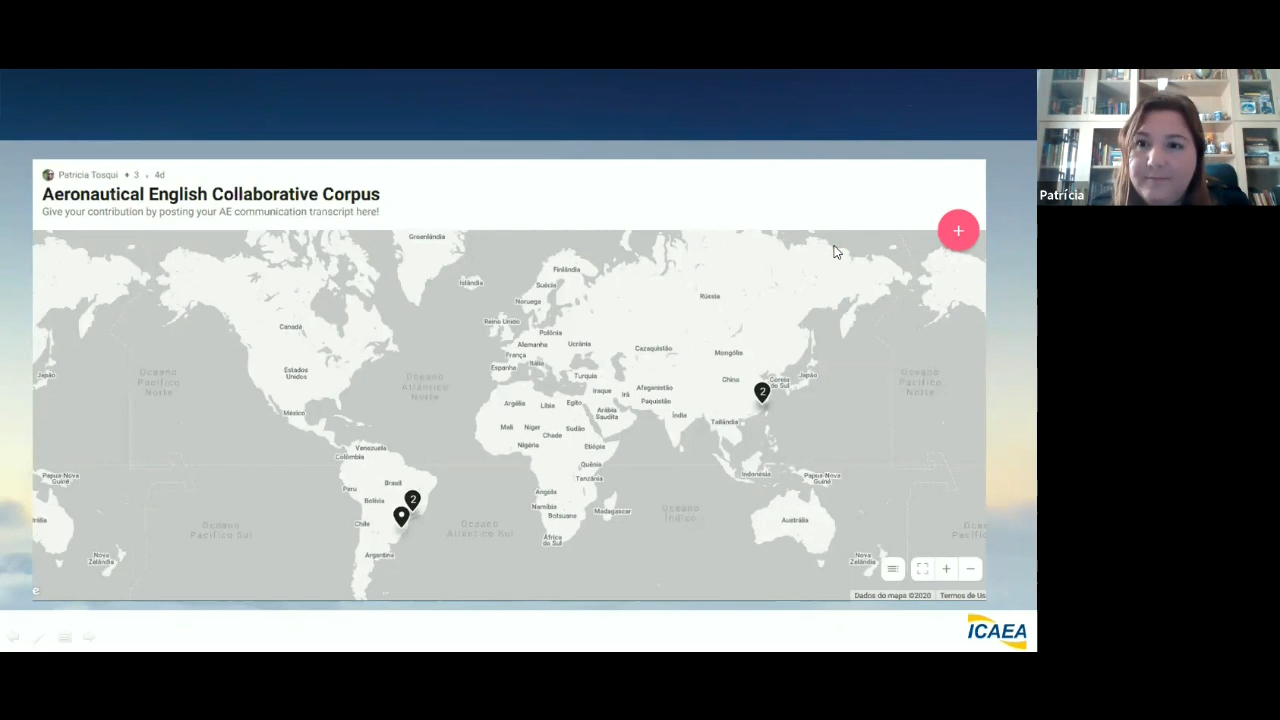 Patricia Tosqui + 3 . 4d
Aeronautical English Collaborative Corpus
Give your contribution by posting your AE communication transcript here!
+
Patrícia
Groenlândia
Finlândia
Islândia
Suécia
Rússia
Noruega
Reino Unido
Canadá
Polônia
Alemanha
Ucrânia
Cazaquistão
Mongólia
França
Itália
Espanha
Estados
Unidos
Oceano
Pacífico
Norte
Oceano
Atlântico
Norte
Turquia
China
Coreia
do Sul
Japão
Japão
Oceano
Pacífico
Norte
Iraque
Irã
Afeganistão
Paquistão
2
México
Argélia
Líbia
Egito
Arábia
Saudita
Índia
Tailândia
Mali
Níger
Chade
Sudão
Nigéria
Etiópia
Venezuela
Colômbia
Quênia
Tanzânia
Indonésia
Papua-Nova
Guiné
Papua-Nova
Guiné
Peru
Brasil
Bolívia
2
Angola
Namíbia
Botsuana
Madagascar
Oceano
Índico
Chile
Oceano
Pacífico Sul
Oceano
Atlântico Sul
África
do Sul
Austrália
rália
Ocea
Pacífic
Argentina
Nova
Zelândia
Nova
Zelândia
+ −
Dados do mapa ©2020 Termos de Us
e
ICAEA